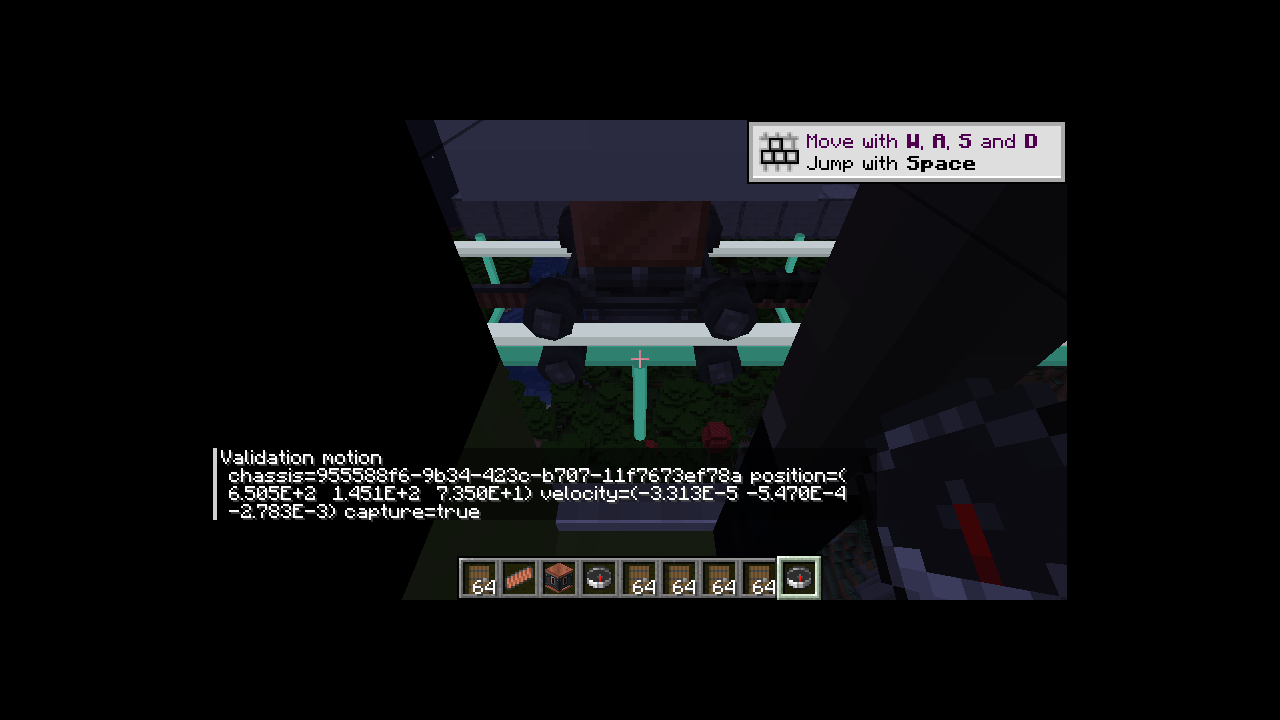 Move with W, A, S and D
Jump with Space
Validation motion
chassis=955588f6-9b34-423c-b707-11f7673ef78a position=(
6.505E+2 1.451E+2 7.350E+1) velocity=(-3.313E-5 -5.470E-4
-2.783E-3) capture=true
64 64 64 64 64